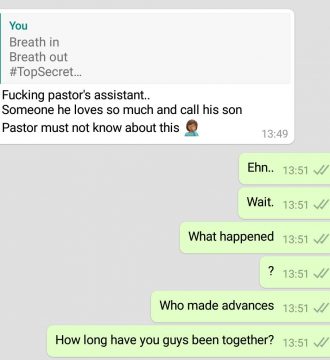 You
Breath in
Breath out
#TopSecret...
Fucking pastor's assistant..
Someone he loves so much and call his son
Pastor must not know about this 🤦🏾‍♀️
13:49
Ehn.. 13:51
Wait. 13:51
What happened 13:51
? 13:51
Who made advances 13:51
How long have you guys been together? 13:51